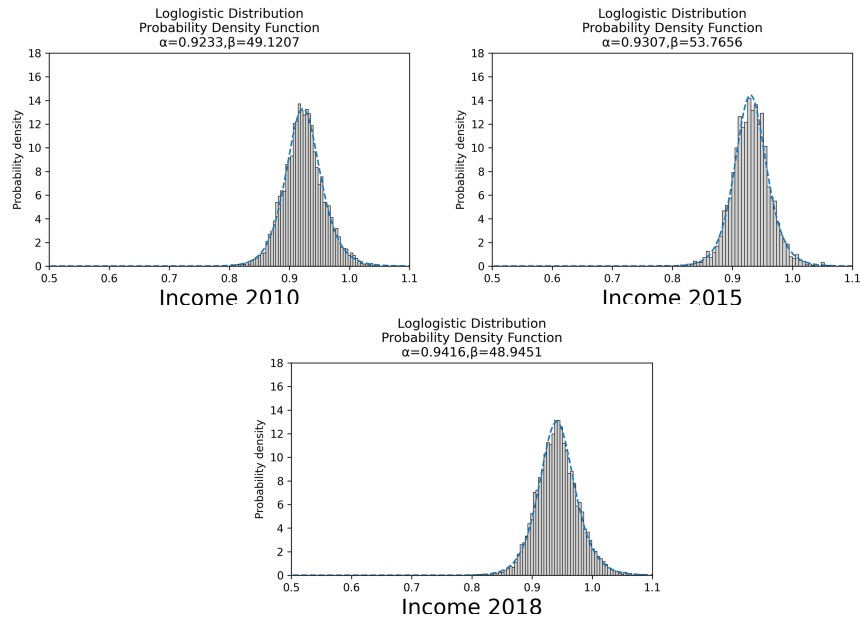 Loglogistic Distribution
Probability Density Function
α=0.9233,β=49.1207
18
16
14
12
10
8
6
4
2
0
Probability density
0.5 0.6 0.7 0.8 0.9 1.0 1.1
Income 2010
Loglogistic Distribution
Probability Density Function
α=0.9307,β=53.7656
18
16
14
12
10
8
6
4
2
0
Probability density
0.5 0.6 0.7 0.8 0.9 1.0 1.1
Income 2015
Loglogistic Distribution
Probability Density Function
α=0.9416,β=48.9451
18
16
14
12
10
8
6
4
2
0
Probability density
0.5 0.6 0.7 0.8 0.9 1.0 1.1
Income 2018